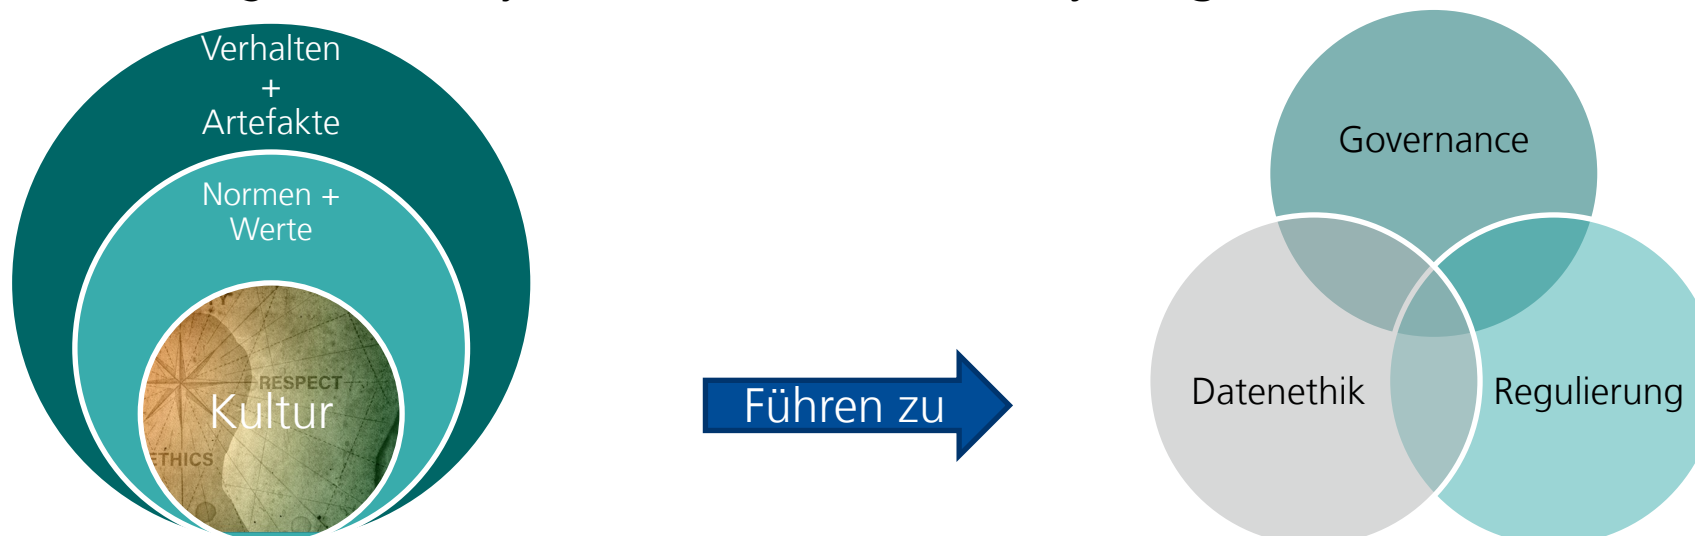 Verhalten
+
Artefakte
Normen +
Werte
RESPECT
Kultur
ETHICS
Führen zu
Governance
Datenethik
Regulierung